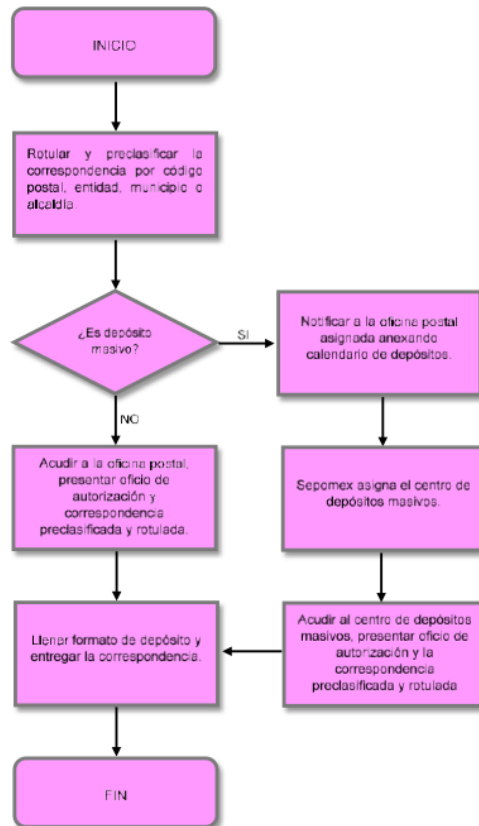 INICIO
Rotular y preclasificar la
correspondencia por código
postal, entidad, municipio o
alcaldía.
¿Es depósito
masivo?
SI
Notificar a la oficina postal
asignada anexando
calendario de depósitos.
NO
Acudir a la oficina postal,
presentar oficio de
autorización y
correspondencia
preclasificada y rotulada.
Sepomex asigna el centro de
depósitos masivos.
Llenar formato de depósito y
entregar la correspondencia.
Acudir al centro de depósitos
masivos, presentar oficio de
autorización y la
correspondencia
preclasificada y rotulada
FIN